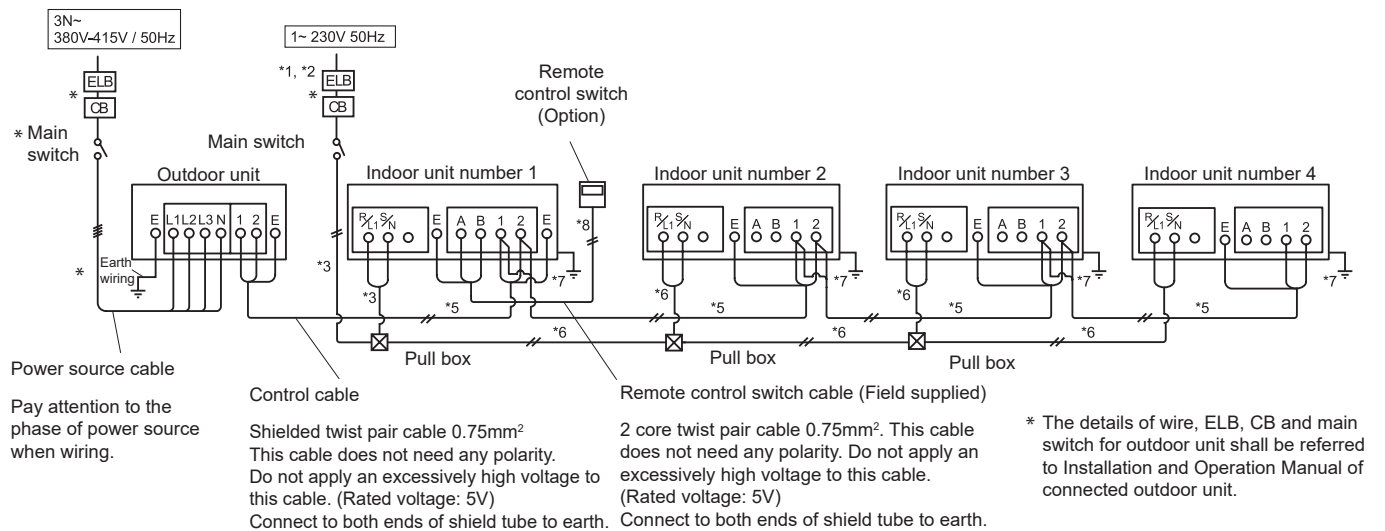 3N~
380V-415V / 50Hz
1~ 230V 50Hz
ELB
*
CB
* Main
switch
*1, *2
ELB
*
CB
Main switch
Remote
control switch
(Option)
Outdoor unit
E L1 L2 L3 N 1 2 E
Earth
wiring
*
Indoor unit number 1
R/L1 S/N E A B 1 2 E
*8
*3
*3
*7
*5
Indoor unit number 2
R/L1 S/N E A B 1 2
*6
*7
*5
Indoor unit number 3
R/L1 S/N E A B 1 2
*6
*7
*5
Indoor unit number 4
R/L1 S/N E A B 1 2
*7
*5
*6
*6
*6
Pull box
Pull box
Pull box
Power source cable
Pay attention to the
phase of power source
when wiring.
Control cable
Shielded twist pair cable 0.75mm²
This cable does not need any polarity.
Do not apply an excessively high voltage to
this cable. (Rated voltage: 5V)
Connect to both ends of shield tube to earth.
Remote control switch cable (Field supplied)
2 core twist pair cable 0.75mm². This cable
does not need any polarity. Do not apply an
excessively high voltage to this cable.
(Rated voltage: 5V)
Connect to both ends of shield tube to earth.
* The details of wire, ELB, CB and main
switch for outdoor unit shall be referred
to Installation and Operation Manual of
connected outdoor unit.